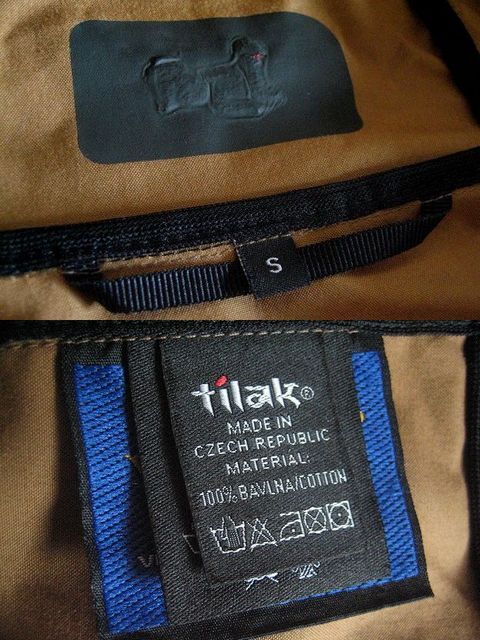 S
tilak®
MADE IN
CZECH REPUBLIC
MATERIAL:
100% BAVLNA/COTTON